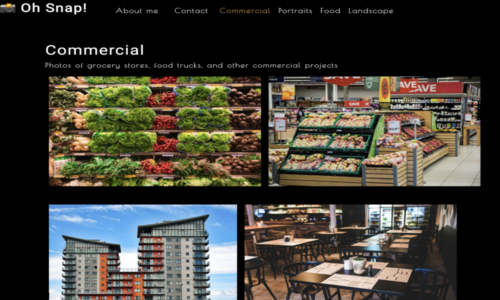 Oh Snap!
About me Contact Commercial Portraits Food Landscape
Commercial
Photos of grocery stores, food trucks, and other commercial projects
SAVE
SAVE